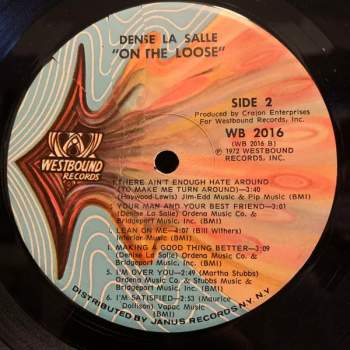 DENSE LA SALLE
"ON THE LOOSE"
SIDE 2
Produced by Crajon Enterprises
For Westbound Records, Inc.
WB 2016
(WB 2016 B)
℗ 1972 WESTBOUND
RECORDS, INC.
WESTBOUND
RECORDS
1. THERE AIN'T ENOUGH HATE AROUND
(TO MAKE ME TURN AROUND)—3:40
(Haywood-Lewis) Jim-Edd Music & Pip Music (BMI)
2. YOUR MAN AND YOUR BEST FRIEND—3:01
(Denise La Salle) Ordena Music Co. &
Bridgeport Music, Inc. (BMI)
3. LEAN ON ME—4:07 (Bill Withers)
Interior Music (BMI)
4. MAKING A GOOD THING BETTER—3:09
(Denise La Salle) Ordena Music Co. &
Bridgeport Music, Inc. (BMI)
5. I'M OVER YOU—2:49 (Martha Stubbs)
Ordena Music Co. & Stubbs Music &
Bridgeport Music, Inc. (BMI)
6. I'M SATISFIED—2:53 (Maurice
Dollison) Vapac Music
(BMI)
DISTRIBUTED BY JANUS RECORDS NY, N.Y.